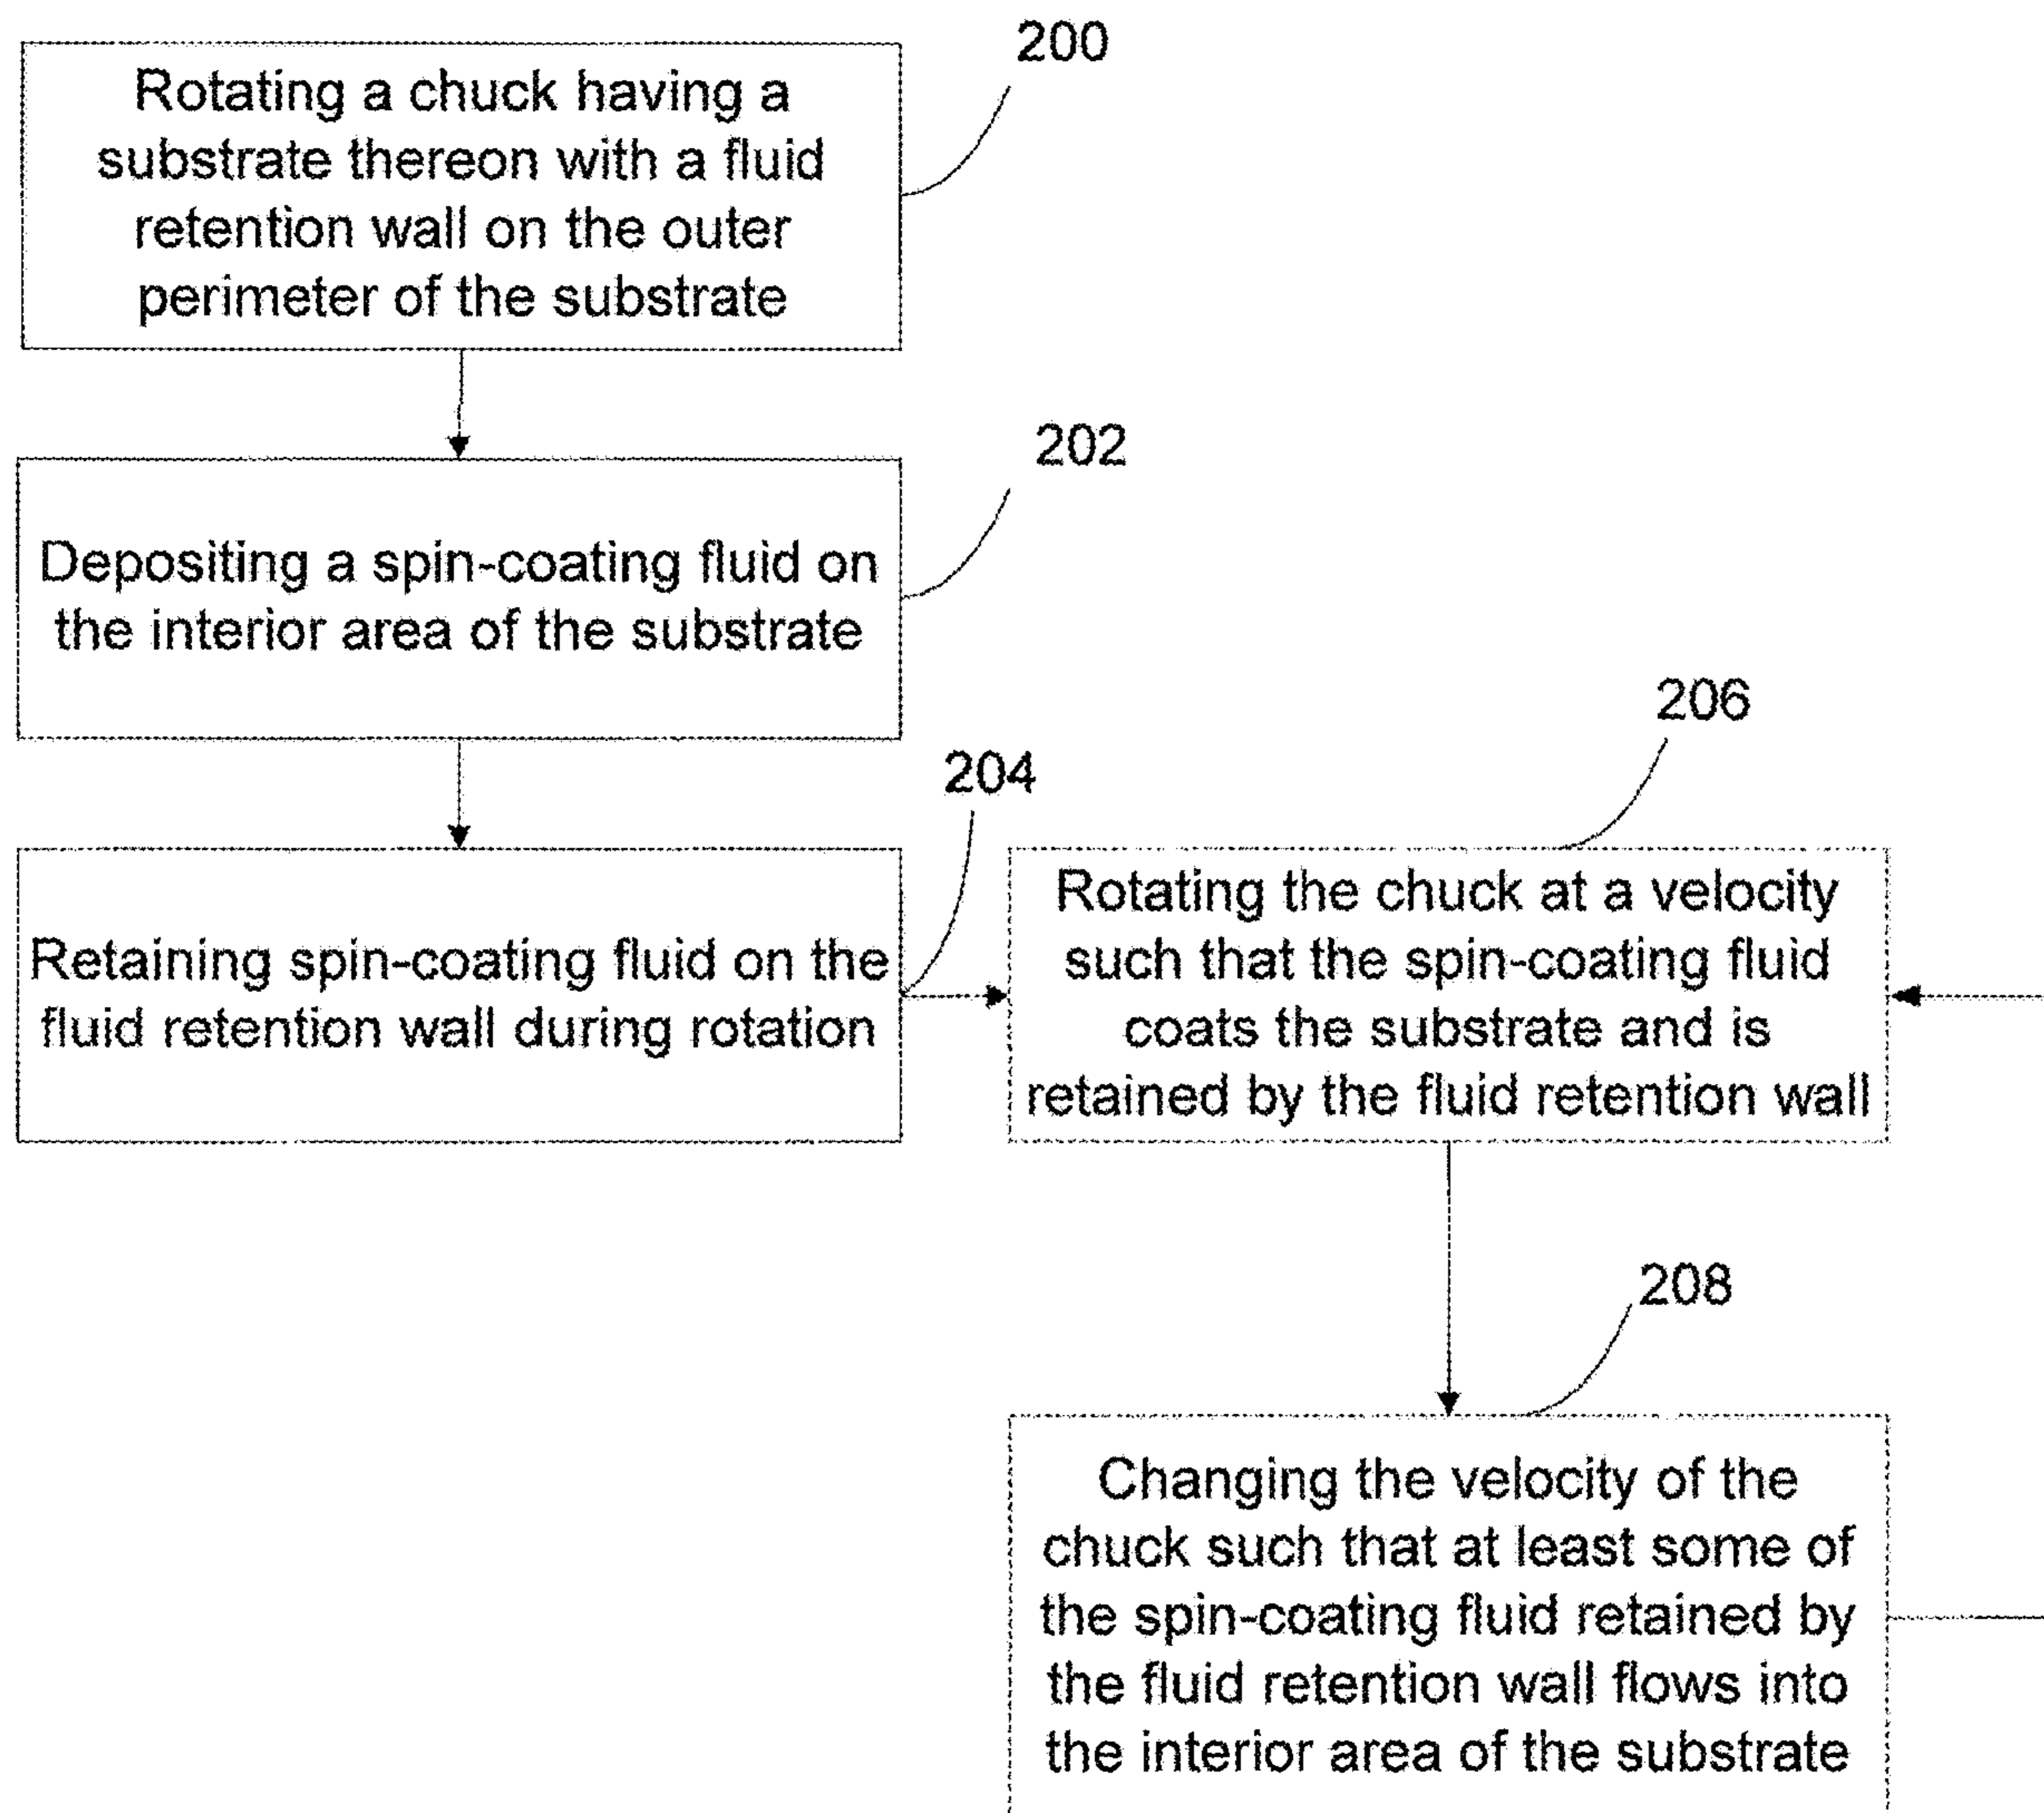 200
Rotating a chuck having a
substrate thereon with a fluid
retention wall on the outer
perimeter of the substrate
202
Depositing a spin-coating fluid on
the interior area of the substrate
204
Retaining spin-coating fluid on the
fluid retention wall during rotation
206
Rotating the chuck at a velocity
such that the spin-coating fluid
coats the substrate and is
retained by the fluid retention wall
208
Changing the velocity of the
chuck such that at least some of
the spin-coating fluid retained by
the fluid retention wall flows into
the interior area of the substrate